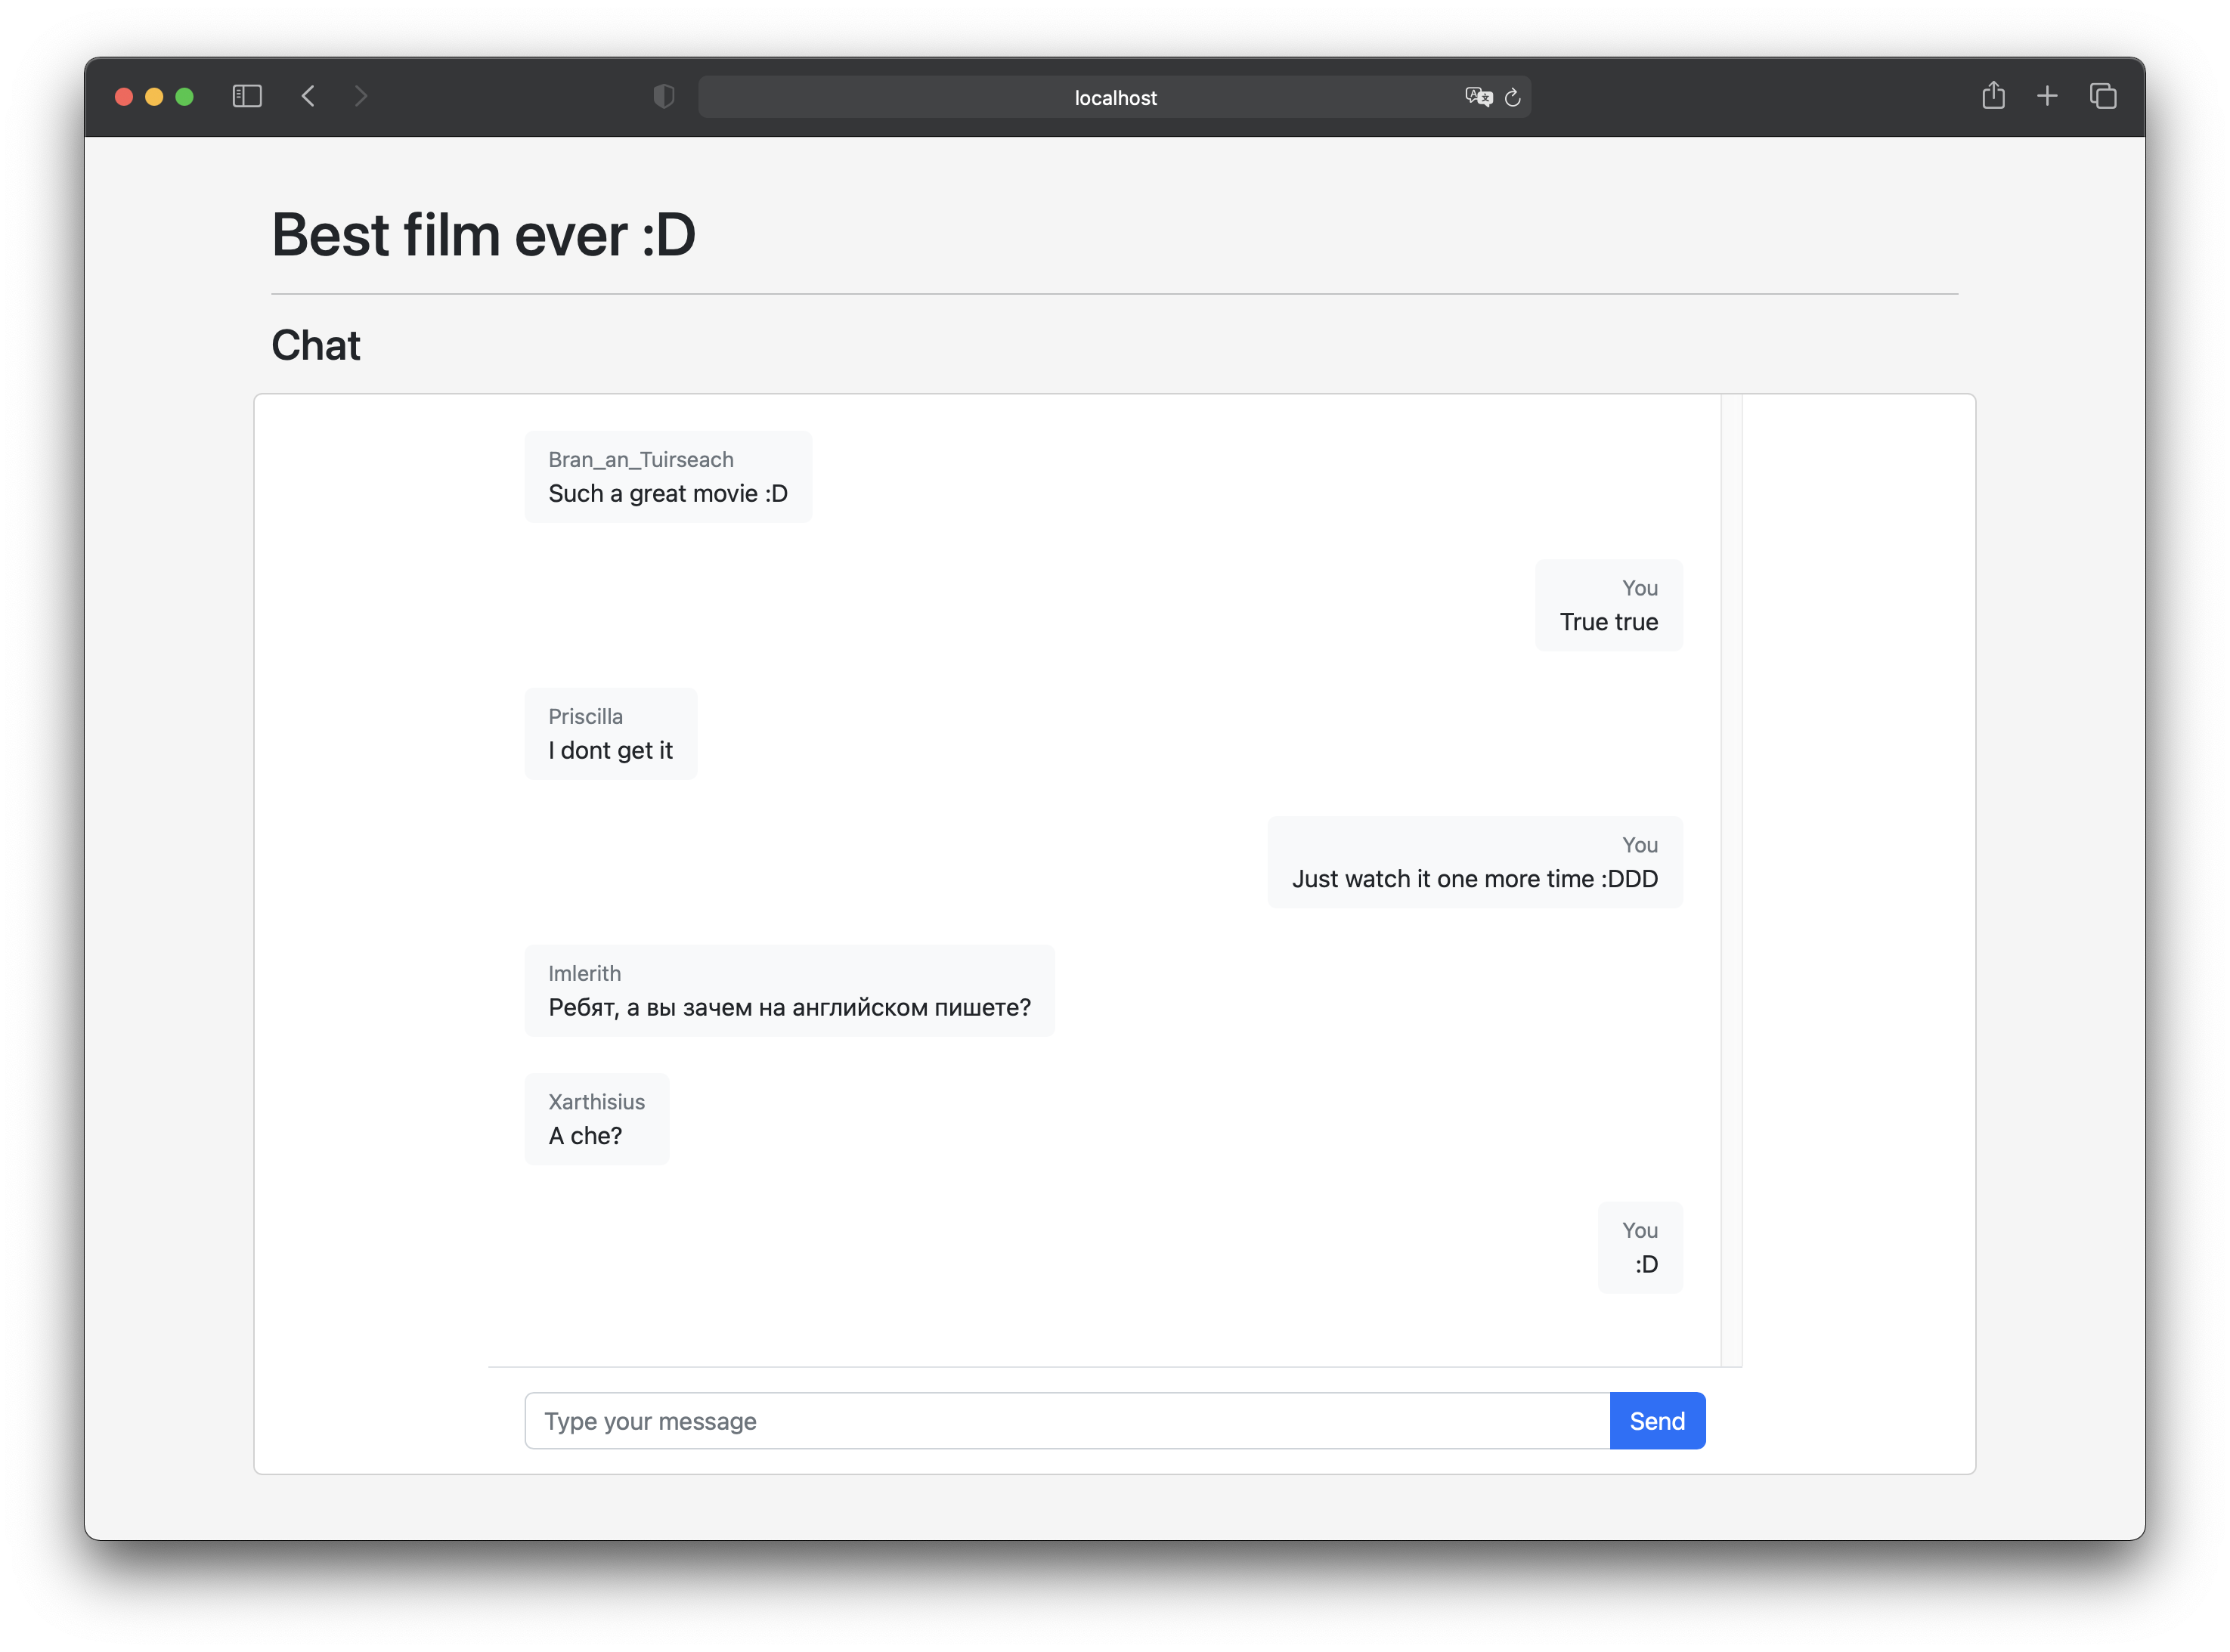 localhost
Best film ever :D
Chat
Bran_an_Tuirseach
Such a great movie :D
You
True true
Priscilla
I dont get it
You
Just watch it one more time :DDD
Imlerith
Ребят, а вы зачем на английском пишете?
Xarthisius
A che?
You
:D
Type your message
Send